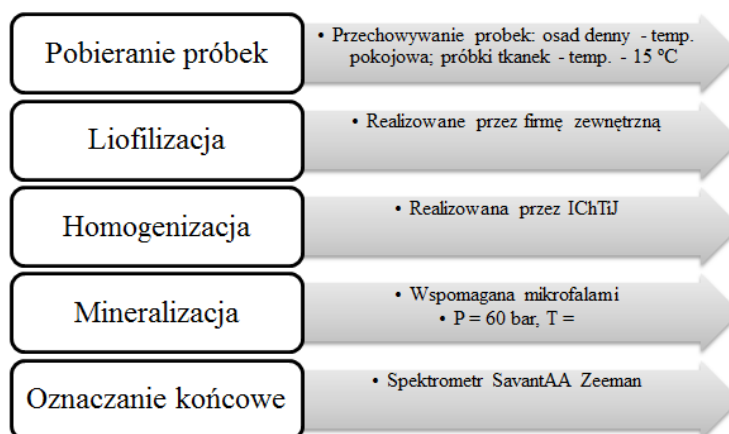 Pobieranie próbek
• Przechowywanie probek: osad denny - temp.
pokojowa; próbki tkanek - temp. - 15 °C
Liofilizacja
• Realizowane przez firmę zewnętrzną
Homogenizacja
• Realizowana przez IChTiJ
Mineralizacja
• Wspomagana mikrofalami
• P = 60 bar, T =
Oznaczanie końcowe
• Spektrometr SavantAA Zeeman